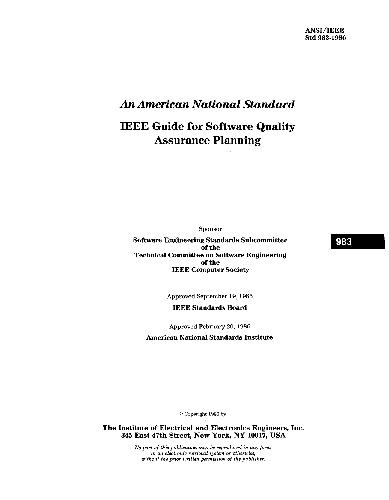 ANSI/IEEE
Std 983-1986
An American National Standard
IEEE Guide for Software Quality
Assurance Planning
Sponsor
Software Engineering Standards Subcommittee
of the
Technical Committee on Software Engineering
of the
IEEE Computer Society
983
Approved September 19, 1985
IEEE Standards Board
Approved February 20, 1986
American National Standards Institute
© Copyright 1986 by
The Institute of Electrical and Electronics Engineers, Inc.
345 East 47th Street, New York, NY 10017, USA
No part of this publication may be reproduced in any form,
in an electronic retrieval system or otherwise,
without the prior written permission of the publisher.